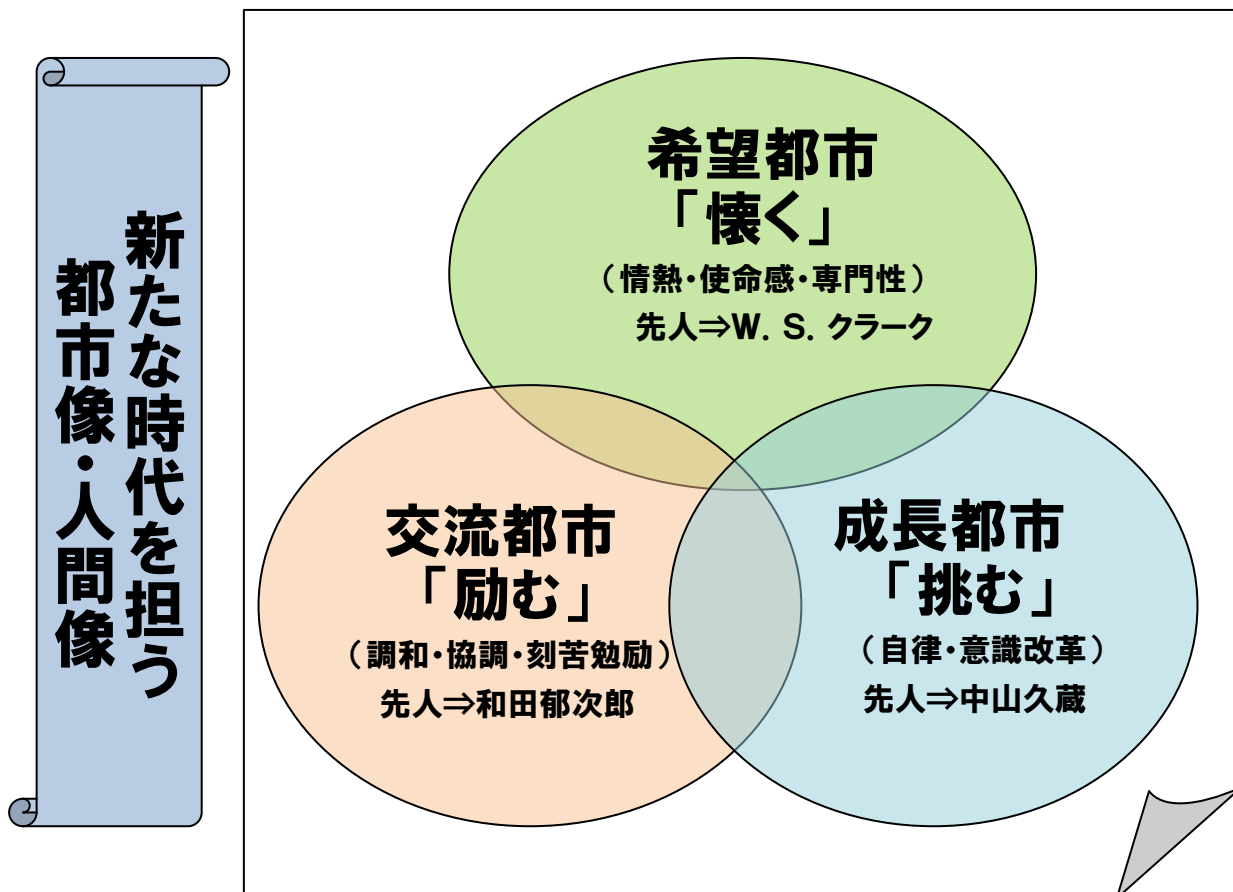 新たな時代を担う
都市像・人間像
希望都市
「懐く」
（情熱・使命感・専門性）
先人⇒W．S．クラーク
交流都市
「励む」
（調和・協調・刻苦勉励）
先人⇒和田郁次郎
成長都市
「挑む」
（自律・意識改革）
先人⇒中山久蔵